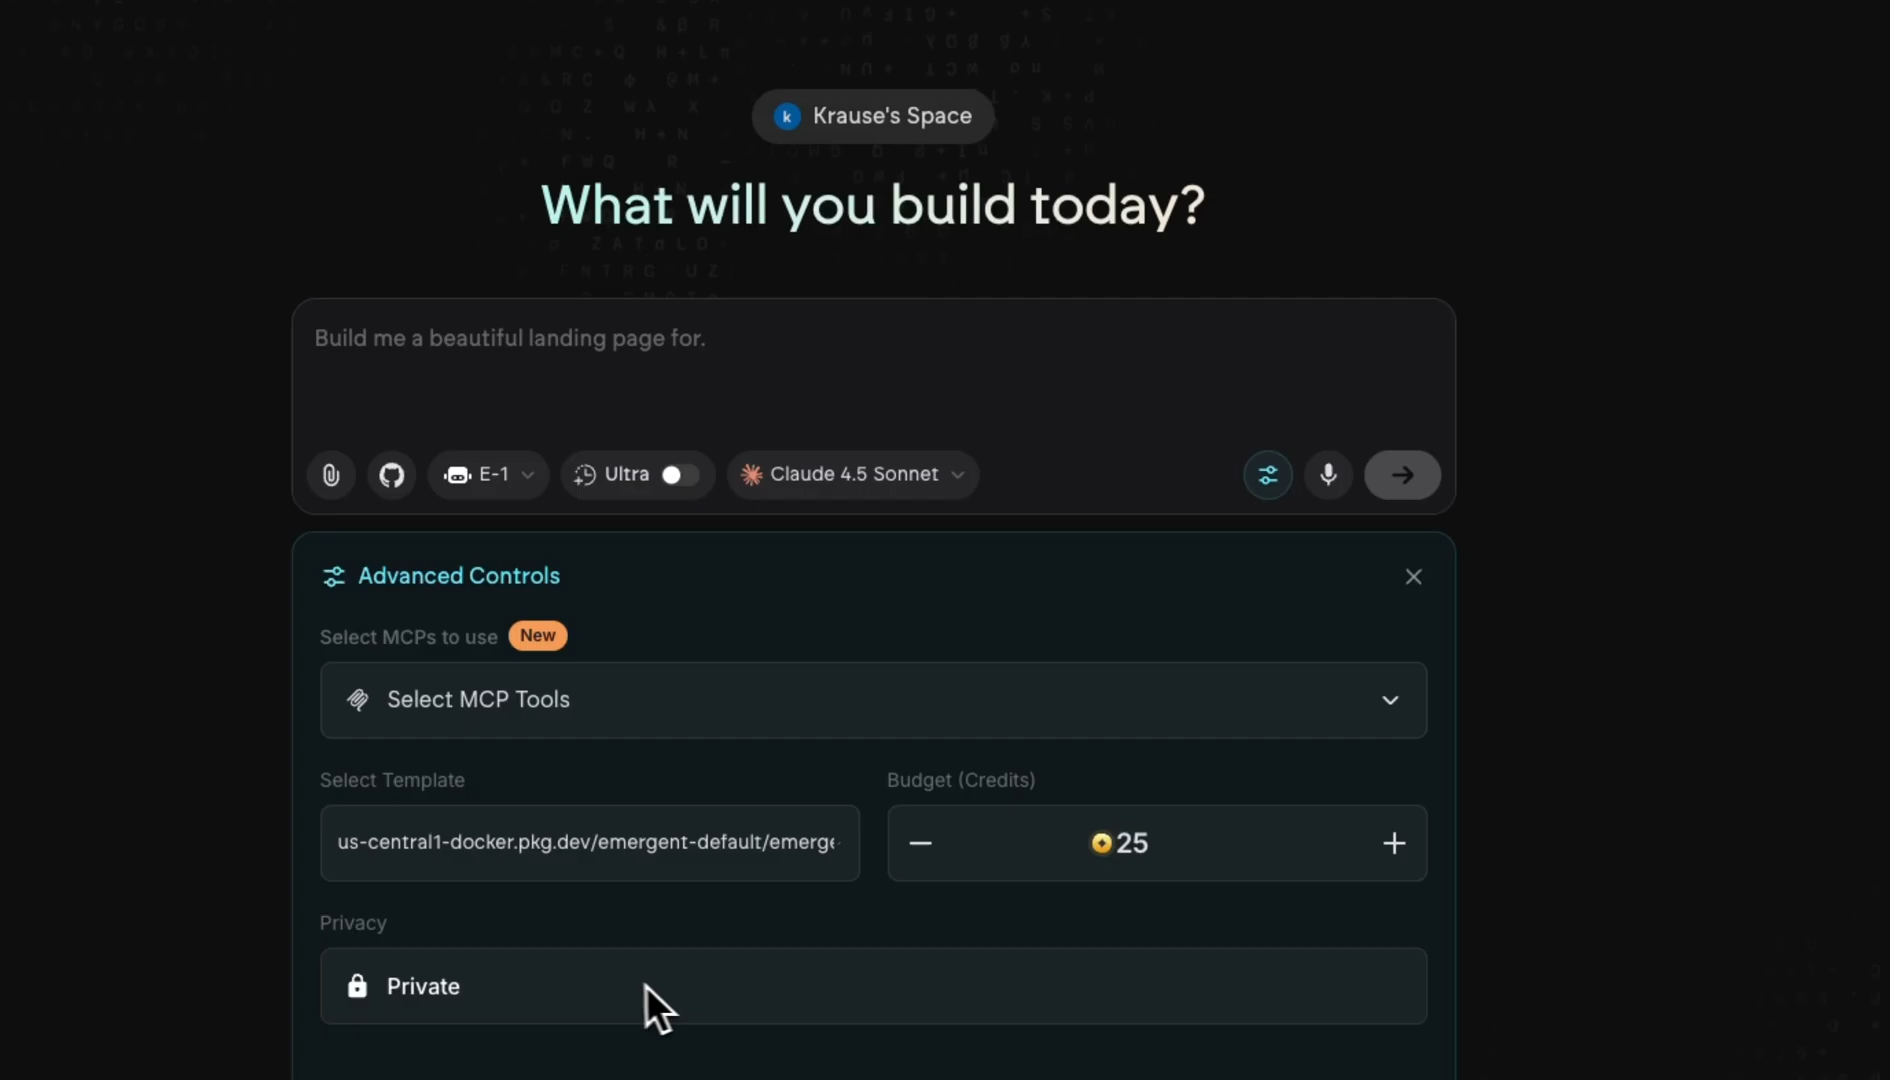 k Krause's Space
What will you build today?
Build me a beautiful landing page for.
E-1 Ultra Claude 4.5 Sonnet
Advanced Controls
Select MCPs to use New
Select MCP Tools
Select Template Budget (Credits)
us-central1-docker.pkg.dev/emergent-default/emerge 25
Privacy
Private